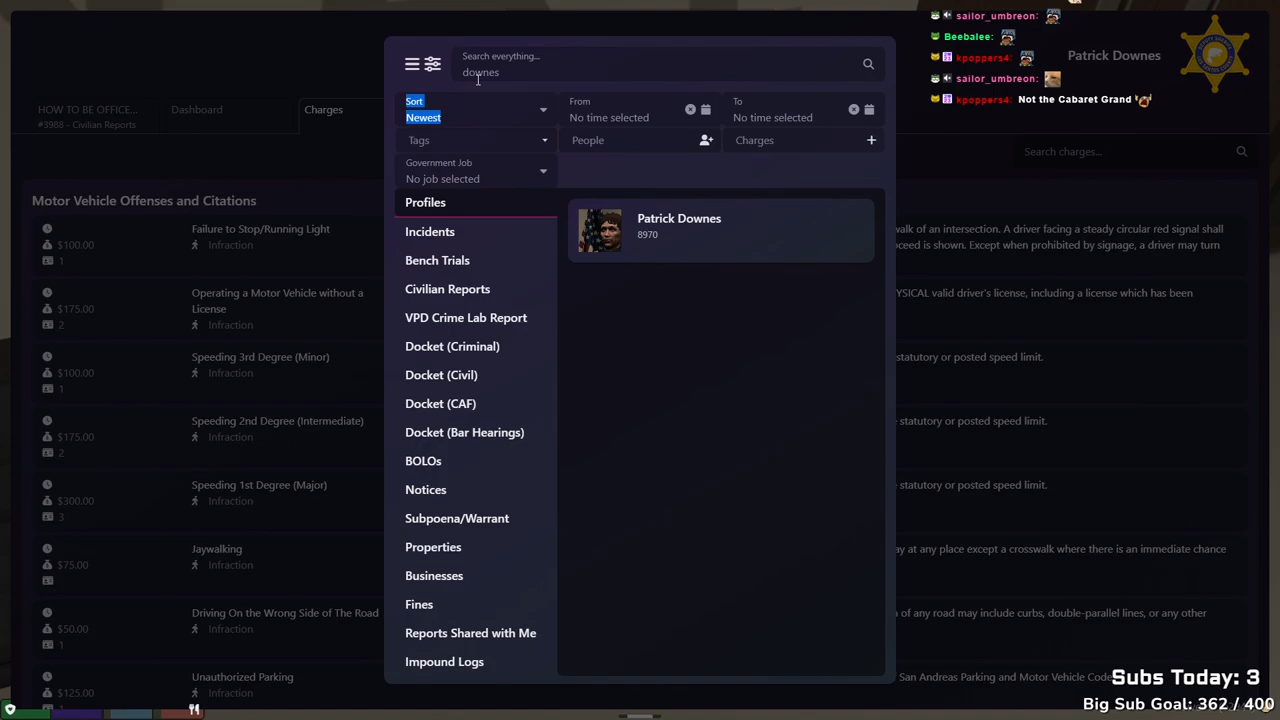 sailor_umbreon:
Beebalee:
kpoppers4:
sailor_umbreon:
kpoppers4: Not the Cabaret Grand
Patrick Downes
HOW TO BE OFFICE...
#3988 - Civilian Reports
Dashboard
Charges
Search charges...
Search everything...
downes
Sort
Newest
From
No time selected
To
No time selected
Tags
People
Charges
Government Job
No job selected
Profiles
Incidents
Bench Trials
Civilian Reports
VPD Crime Lab Report
Docket (Criminal)
Docket (Civil)
Docket (CAF)
Docket (Bar Hearings)
BOLOs
Notices
Subpoena/Warrant
Properties
Businesses
Fines
Reports Shared with Me
Impound Logs
Patrick Downes
8970
Motor Vehicle Offenses and Citations
Failure to Stop/Running Light
$100.00
1
Infraction
walk of an intersection. A driver facing a steady circular red signal shall
oceed is shown. Except when prohibited by signage, a driver may turn
Operating a Motor Vehicle without a
License
$175.00
2
Infraction
YSICAL valid driver's license, including a license which has been
Speeding 3rd Degree (Minor)
$100.00
1
Infraction
statutory or posted speed limit.
Speeding 2nd Degree (Intermediate)
$175.00
2
Infraction
e statutory or posted speed limit.
Speeding 1st Degree (Major)
$300.00
3
Infraction
e statutory or posted speed limit.
Jaywalking
$75.00
Infraction
ay at any place except a crosswalk where there is an immediate chance
Driving On the Wrong Side of The Road
$50.00
1
Infraction
n of any road may include curbs, double-parallel lines, or any other
Unauthorized Parking
$125.00
Infraction
San Andreas Parking and Motor Vehicle Code
Subs Today: 3
Big Sub Goal: 362 / 400